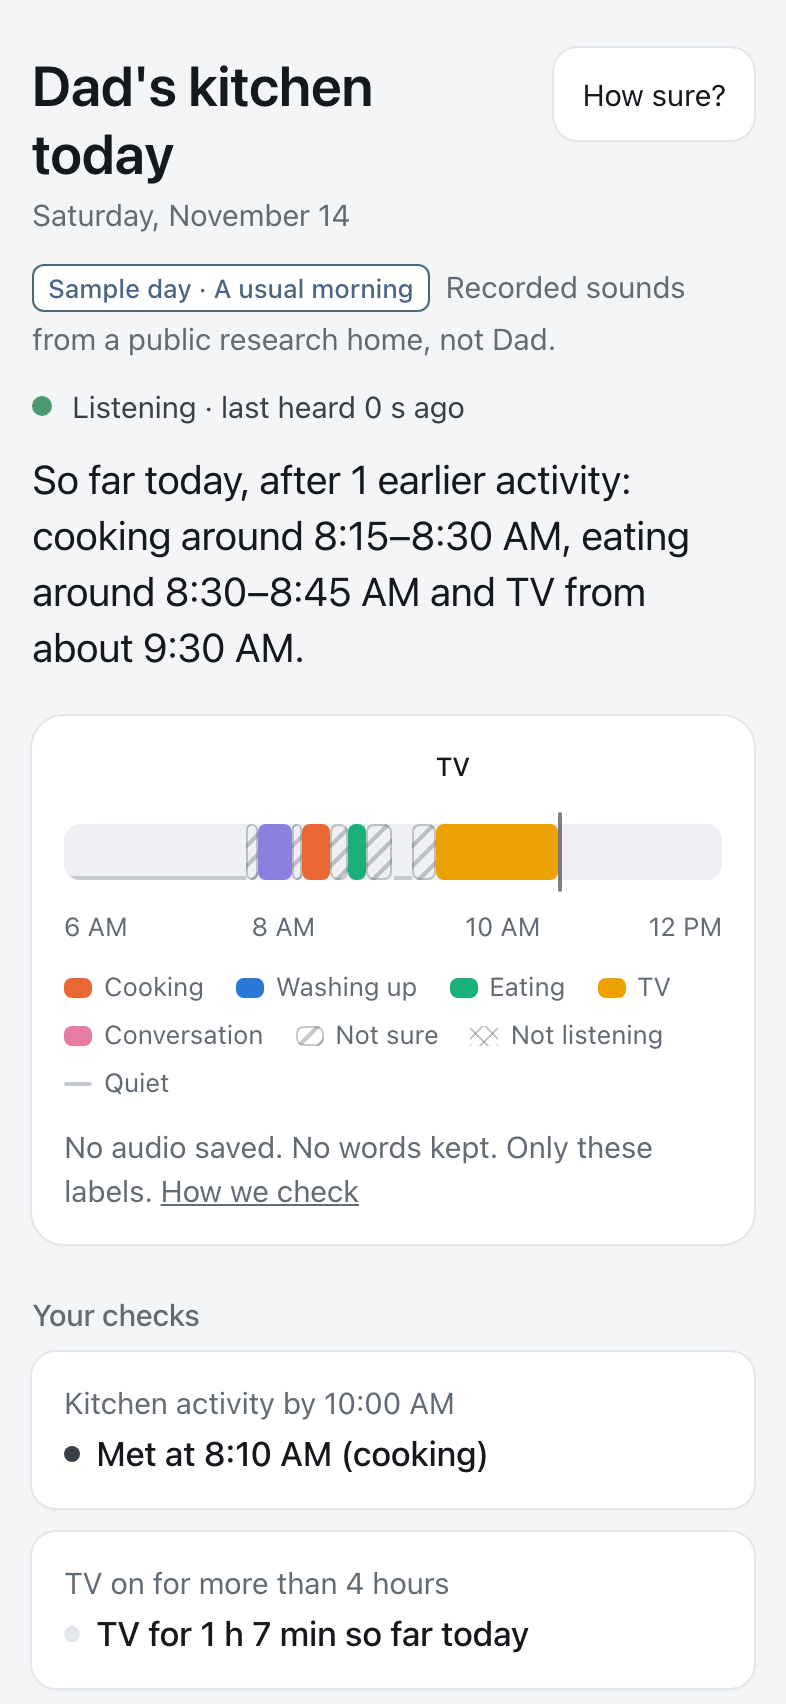 Dad's kitchen
today
How sure?
Saturday, November 14
Sample day · A usual morning Recorded sounds
from a public research home, not Dad.
Listening · last heard 0 s ago
So far today, after 1 earlier activity:
cooking around 8:15–8:30 AM, eating
around 8:30–8:45 AM and TV from
about 9:30 AM.
TV
6 AM 8 AM 10 AM 12 PM
Cooking Washing up Eating TV
Conversation Not sure Not listening
Quiet
No audio saved. No words kept. Only these
labels. How we check
Your checks
Kitchen activity by 10:00 AM
Met at 8:10 AM (cooking)
TV on for more than 4 hours
TV for 1 h 7 min so far today